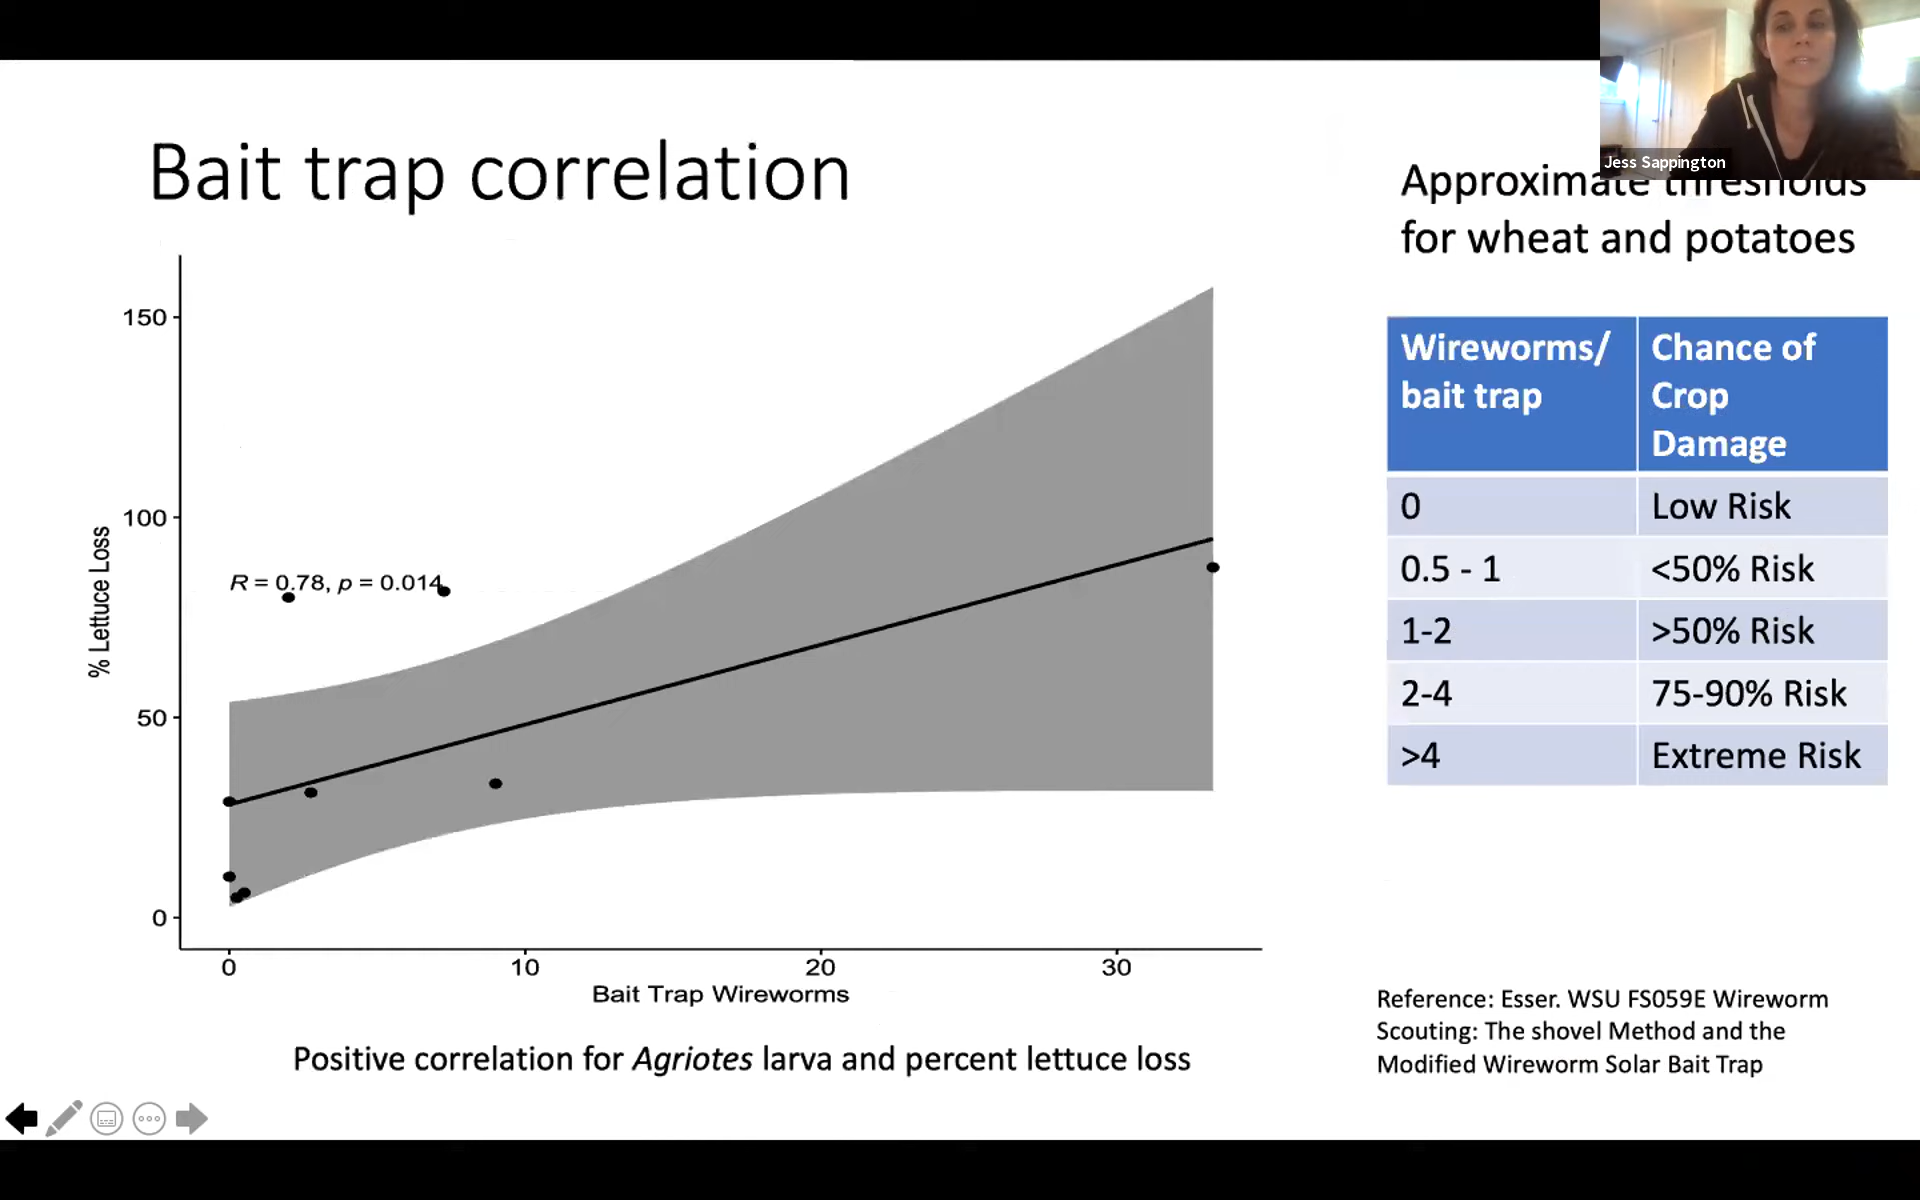 Jess Sappington
Bait trap correlation
Approximate thresholds
for wheat and potatoes
150
100
50
0
% Lettuce Loss
R = 0.78, p = 0.014
0
10
20
30
Bait Trap Wireworms
Positive correlation for Agriotes larva and percent lettuce loss
Wireworms/
bait trap
Chance of
Crop
Damage
0
Low Risk
0.5 - 1
<50% Risk
1-2
>50% Risk
2-4
75-90% Risk
>4
Extreme Risk
Reference: Esser. WSU FS059E Wireworm
Scouting: The shovel Method and the
Modified Wireworm Solar Bait Trap